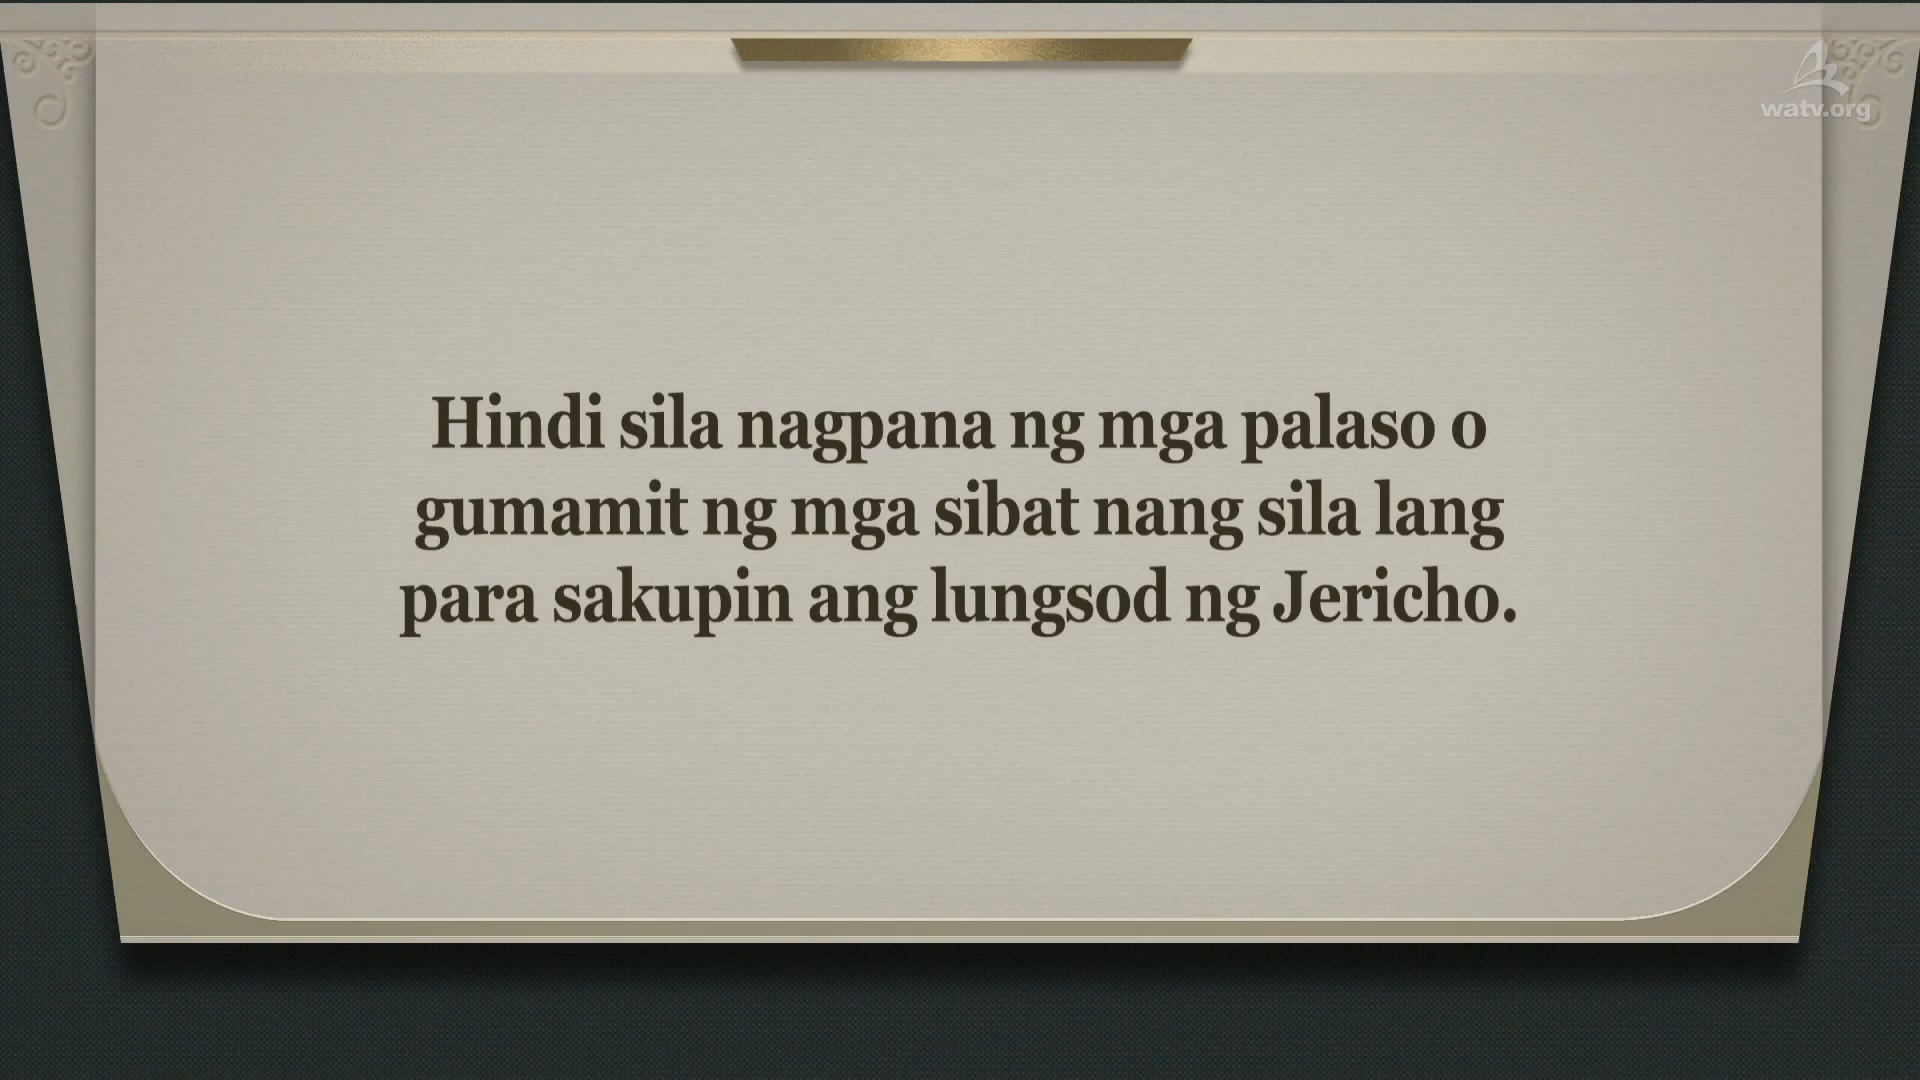 watv.org
Hindi sila nagpana ng mga palaso o
gumamit ng mga sibat nang sila lang
para sakupin ang lungsod ng Jericho.